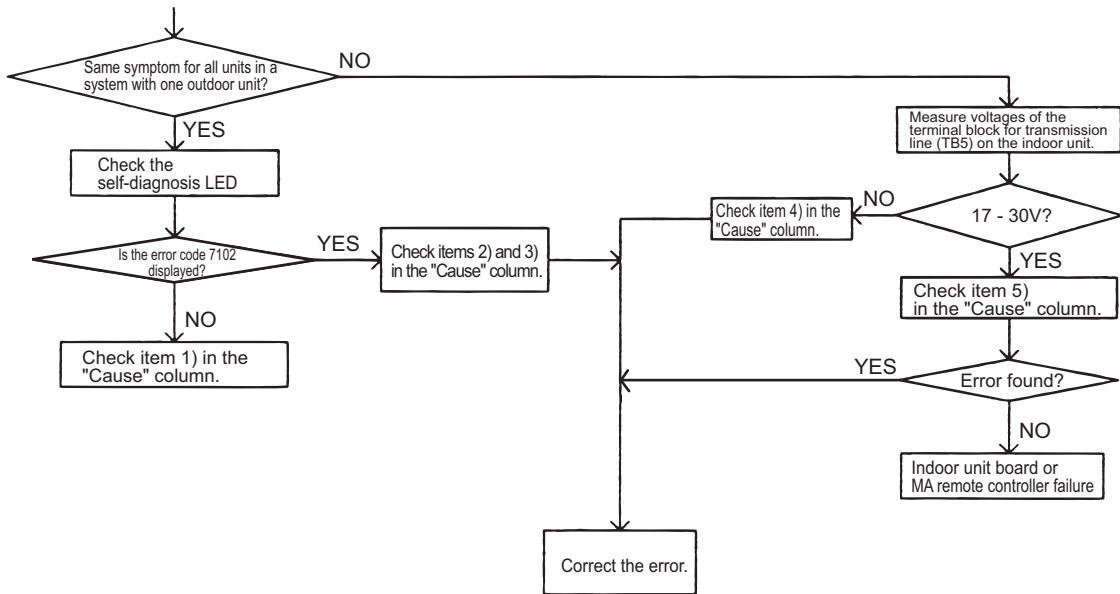 Same symptom for all units in a
system with one outdoor unit?
NO
YES
Measure voltages of the
terminal block for transmission
line (TB5) on the indoor unit.
Check the
self-diagnosis LED
17 - 30V?
NO
Check item 4) in the
"Cause" column.
YES
Is the error code 7102
displayed?
YES
Check items 2) and 3)
in the "Cause" column.
Check item 5)
in the "Cause" column.
NO
Check item 1) in the
"Cause" column.
Error found?
YES
NO
Indoor unit board or
MA remote controller failure
Correct the error.